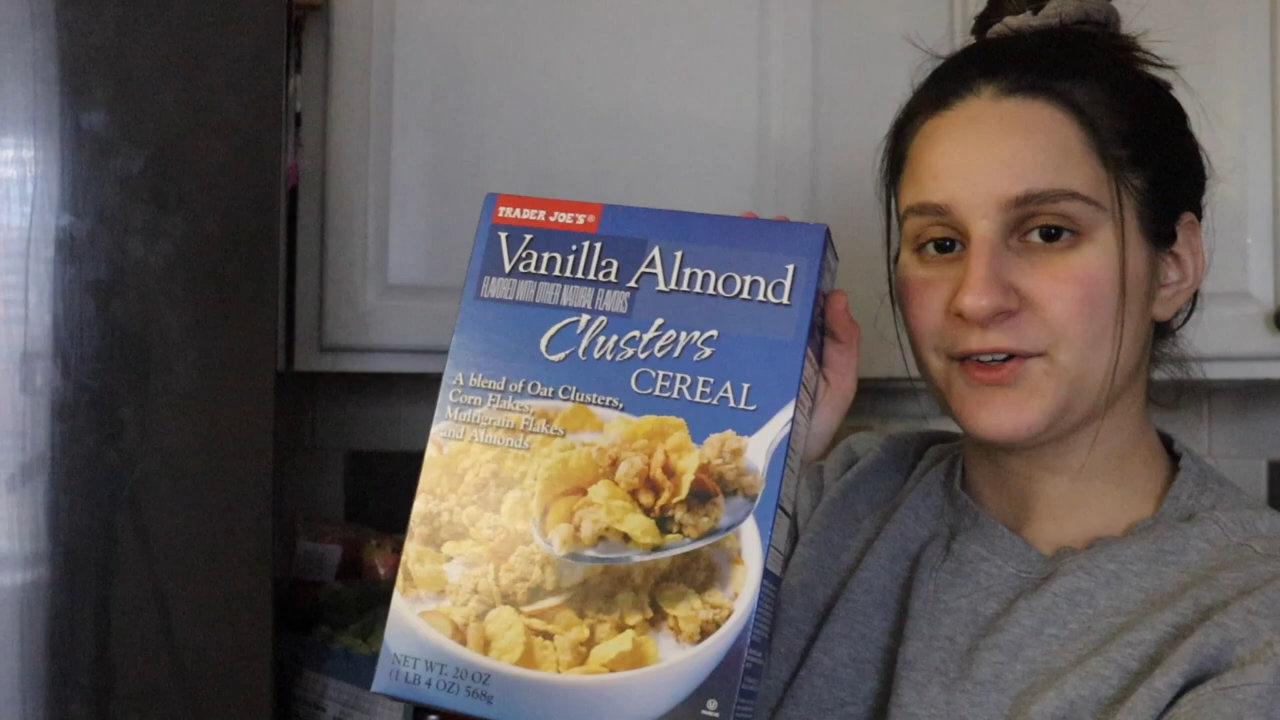 TRADER JOE'S®
Vanilla Almond
FLAVORED WITH OTHER NATURAL FLAVORS
Clusters
CEREAL
A blend of Oat Clusters,
Corn Flakes,
Multigrain Flakes
and Almonds
NET WT. 20 OZ
(1 LB 4 OZ) 568g